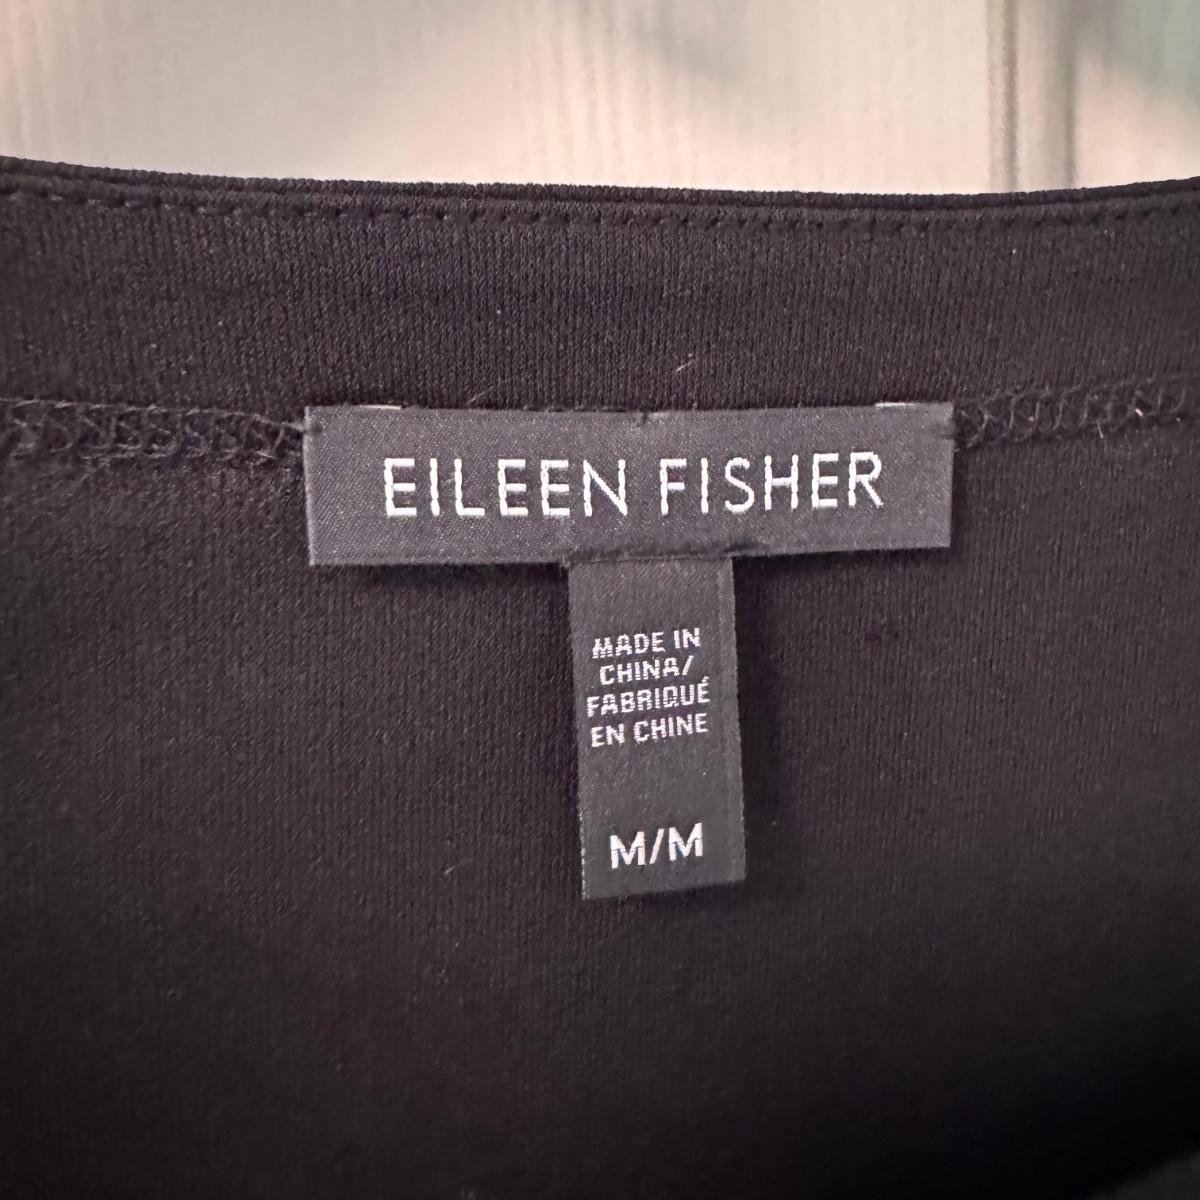 EILEEN FISHER
MADE IN
CHINA/
FABRIQUÉ
EN CHINE
M/M